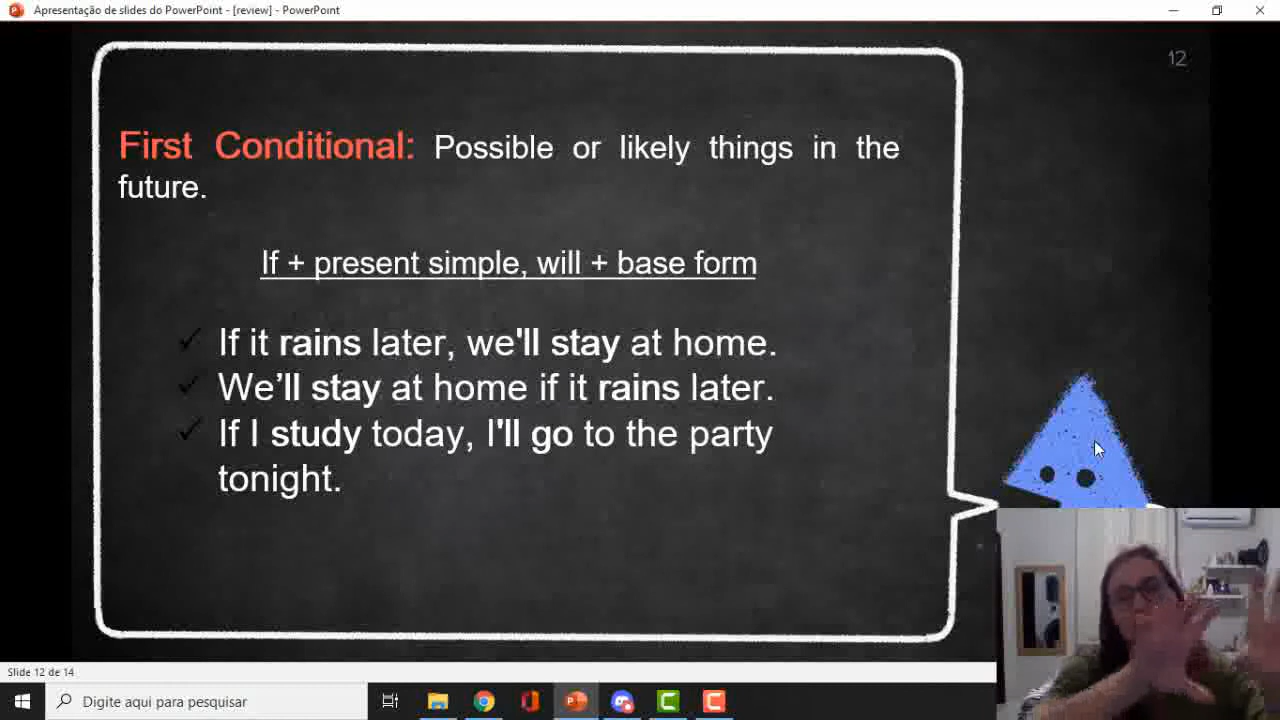 Apresentação de slides do PowerPoint - [review] - PowerPoint
12
First Conditional: Possible or likely things in the
future.
If + present simple, will + base form
If it rains later, we'll stay at home.
We’ll stay at home if it rains later.
If I study today, I'll go to the party
tonight.
Slide 12 de 14
Digite aqui para pesquisar